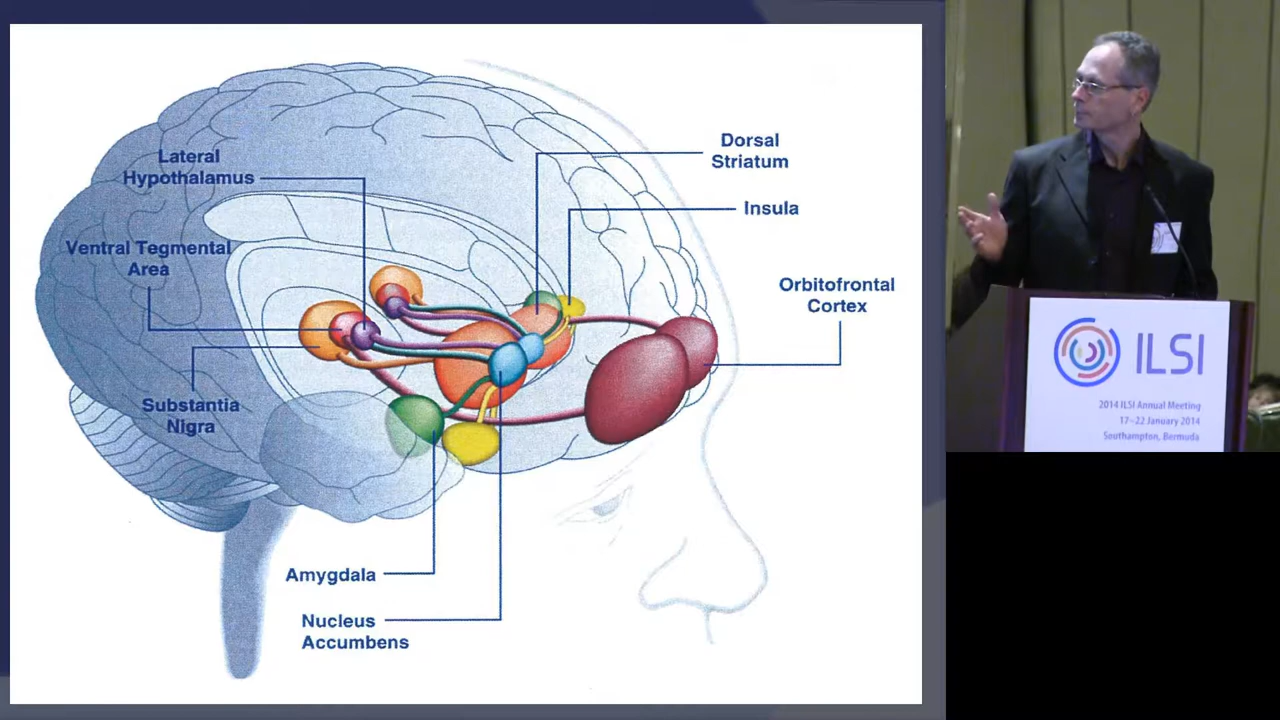 Lateral
Hypothalamus
Ventral Tegmental
Area
Substantia
Nigra
Amygdala
Nucleus
Accumbens
Dorsal
Striatum
Insula
Orbitofrontal
Cortex
ILSI
2014 ILSI Annual Meeting
17–22 January 2014
Southampton, Bermuda